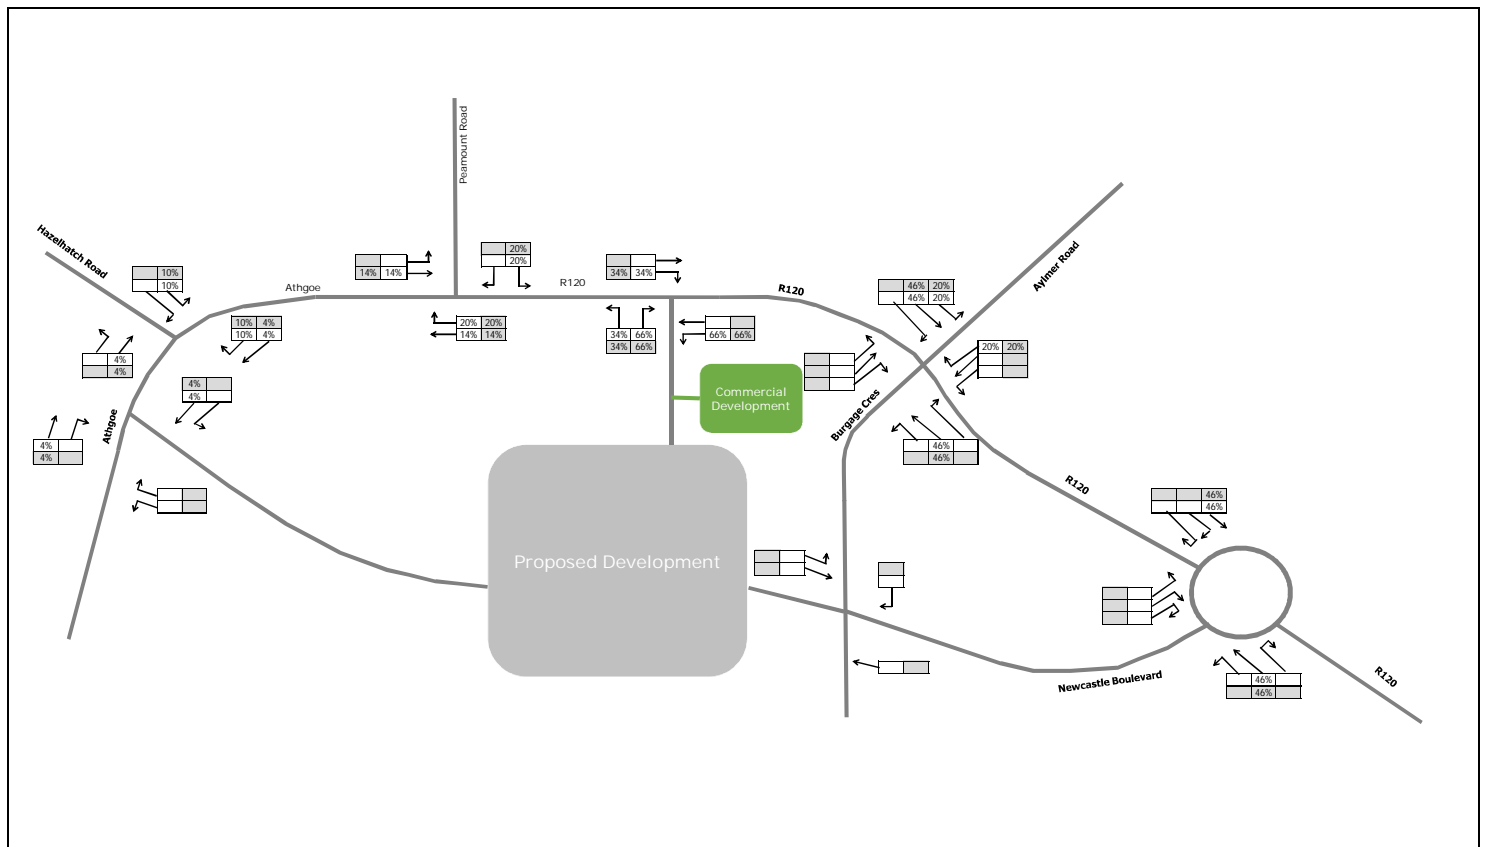 Peamount Road
Hazelhatch Road
20%
20%
10%
10%
14% 14%
34% 34%
Athgoe
R120
R120
46% 20%
46% 20%
Aylmer Road
10% 4%
10% 4%
20% 20%
14% 14%
34% 66%
34% 66%
66% 66%
4%
4%
20% 20%
4%
4%
Commercial
Development
Burgage Cres
Athgoe
4%
4%
46%
46%
R120
46%
46%
Proposed Development
Newcastle Boulevard
46%
46%
R120